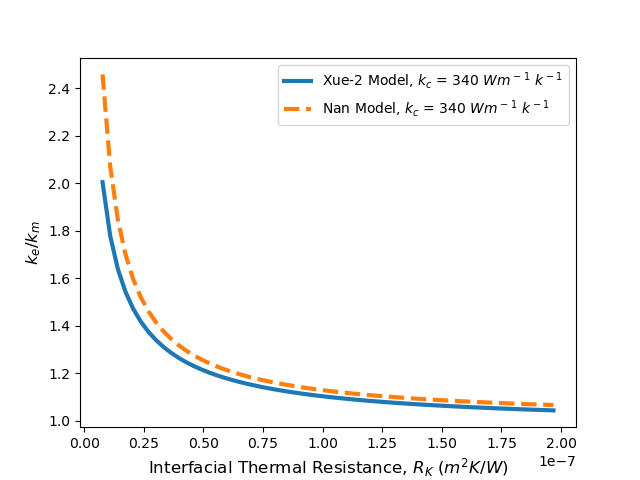 Xue-2 Model, k_c = 340 Wm^−1 k^−1
Nan Model, k_c = 340 Wm^−1 k^−1
2.4
2.2
2.0
1.8
1.6
1.4
1.2
1.0
k_e/k_m
0.00 0.25 0.50 0.75 1.00 1.25 1.50 1.75 2.00
1e−7
Interfacial Thermal Resistance, R_K (m^2K/W)